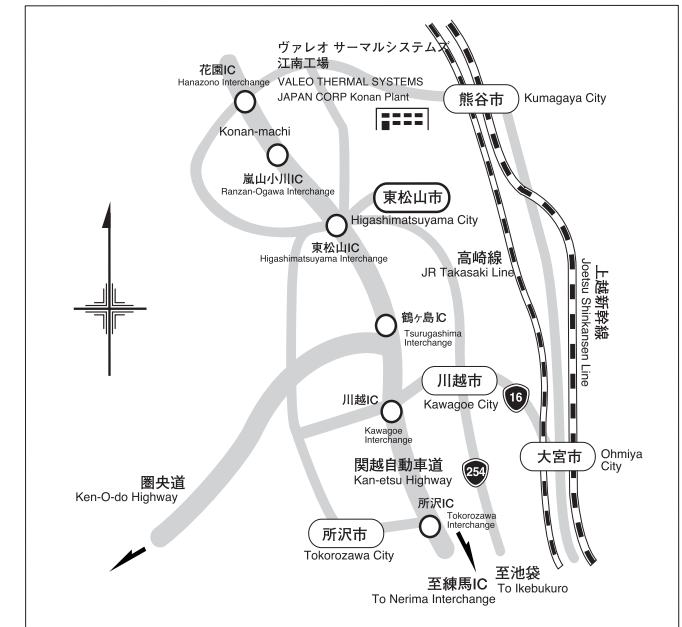 ヴァレオ サーマルシステムズ
江南工場
VALEO THERMAL SYSTEMS
JAPAN CORP Konan Plant
花園IC
Hanazono Interchange
熊谷市
Kumagaya City
Konan-machi
嵐山小川IC
Ranzan-Ogawa Interchange
東松山市
Higashimatsuyama City
東松山IC
Higashimatsuyama Interchange
高崎線
JR Takasaki Line
上越新幹線
Joetsu Shinkansen Line
鶴ヶ島IC
Tsurugashima
Interchange
川越市
Kawagoe City
16
川越IC
Kawagoe
Interchange
大宮市
Ohmiya
City
関越自動車道
Kan-etsu Highway
254
圏央道
Ken-O-do Highway
所沢IC
Tokorozawa
Interchange
所沢市
Tokorozawa City
至練馬IC
To Nerima Interchange
至池袋
To Ikebukuro